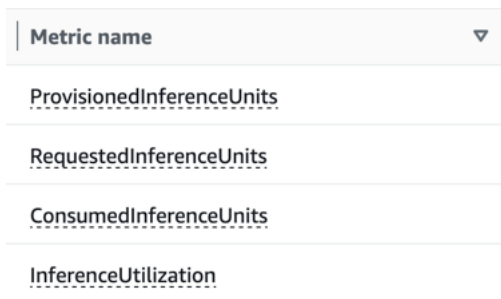 Metric name
ProvisionedInferenceUnits
RequestedInferenceUnits
ConsumedInferenceUnits
InferenceUtilization